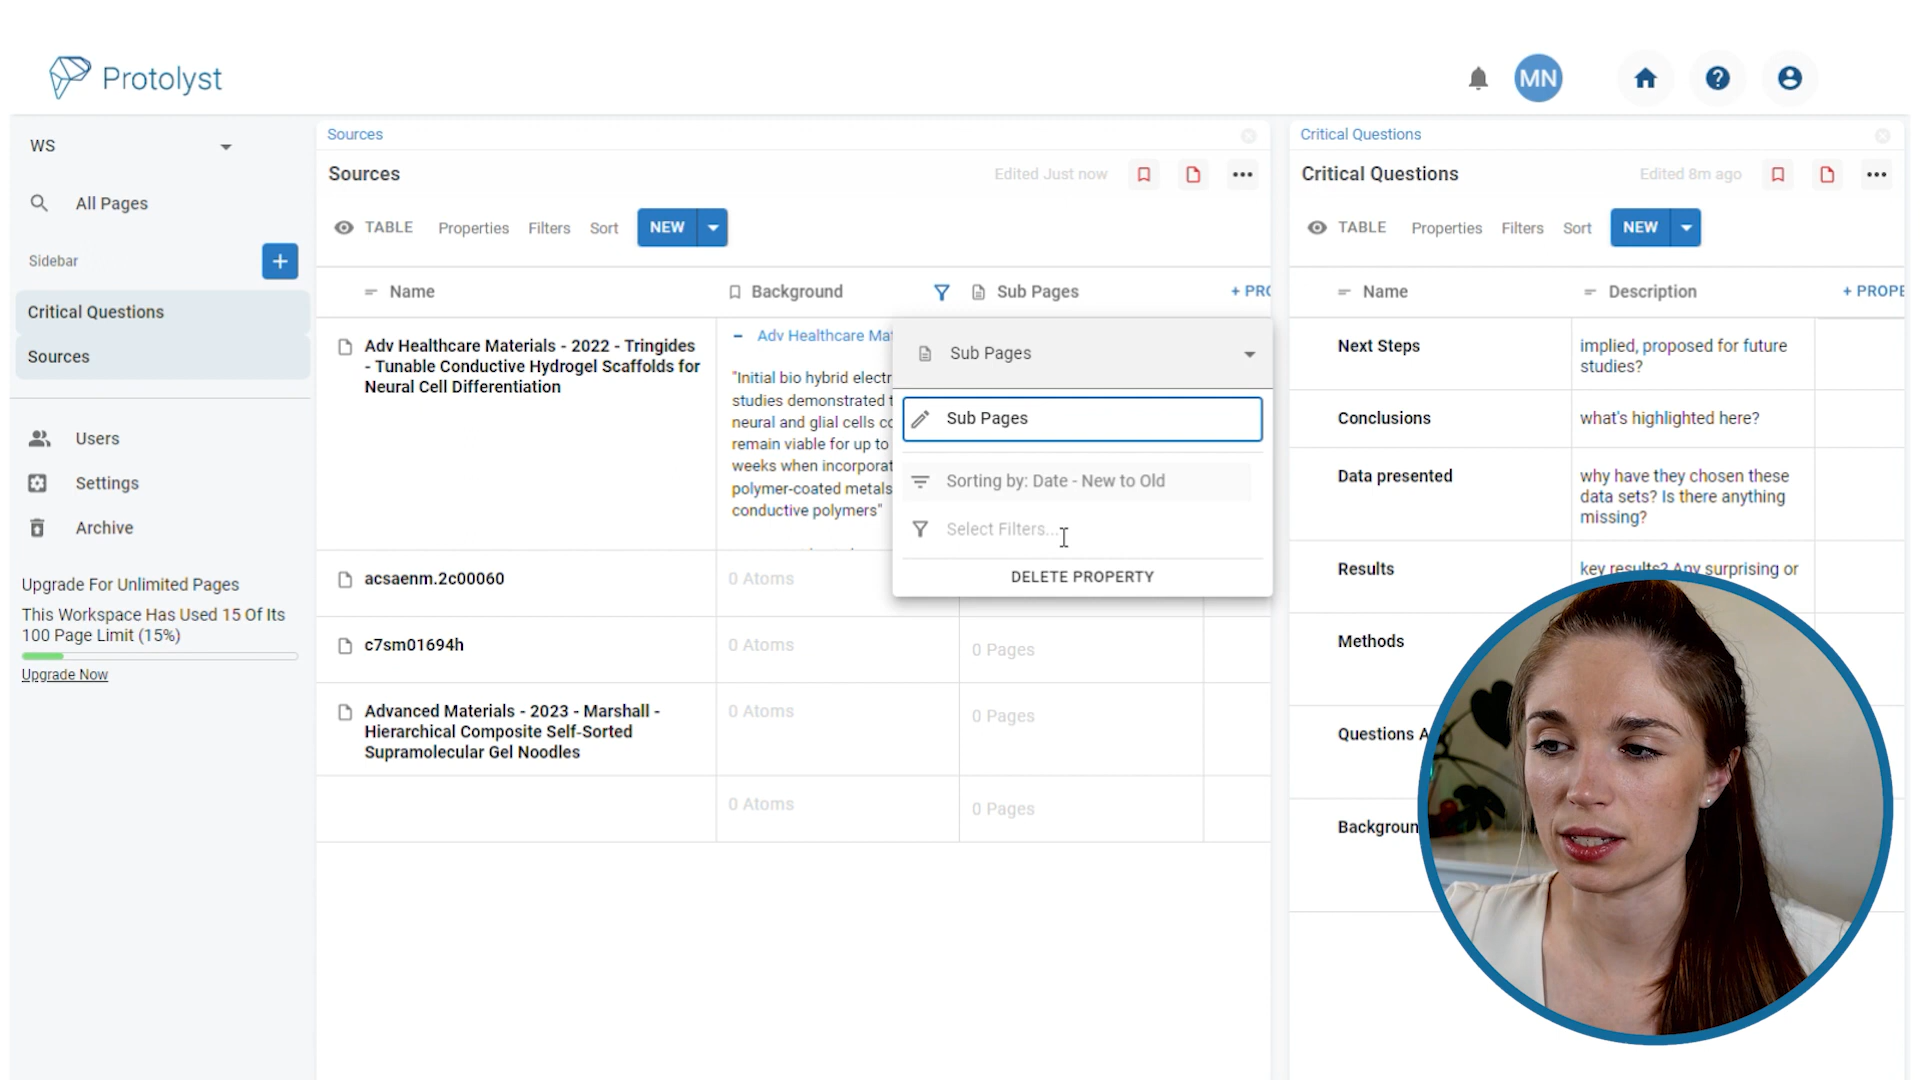 Protolyst
MN
WS
All Pages
Sidebar
+
Critical Questions
Sources
Users
Settings
Archive
Upgrade For Unlimited Pages
This Workspace Has Used 15 Of Its
100 Page Limit (15%)
Upgrade Now
Sources
Sources
Edited Just now
TABLE
Properties
Filters
Sort
NEW
Name
Background
Sub Pages
+ PRO
Adv Healthcare Materials - 2022 - Tringides
- Tunable Conductive Hydrogel Scaffolds for
Neural Cell Differentiation
Adv Healthcare Mat
"Initial bio hybrid electr
studies demonstrated t
neural and glial cells co
remain viable for up to
weeks when incorporat
polymer-coated metals
conductive polymers"
Sub Pages
Sub Pages
Sorting by: Date - New to Old
Select Filters...
DELETE PROPERTY
acsaenm.2c00060
0 Atoms
c7sm01694h
0 Atoms
0 Pages
Advanced Materials - 2023 - Marshall -
Hierarchical Composite Self-Sorted
Supramolecular Gel Noodles
0 Atoms
0 Pages
0 Atoms
0 Pages
Critical Questions
Critical Questions
Edited 8m ago
TABLE
Properties
Filters
Sort
NEW
Name
Description
+ PROPE
Next Steps
implied, proposed for future
studies?
Conclusions
what's highlighted here?
Data presented
why have they chosen these
data sets? Is there anything
missing?
Results
key results? Any surprising or
Methods
Questions A
Backgroun